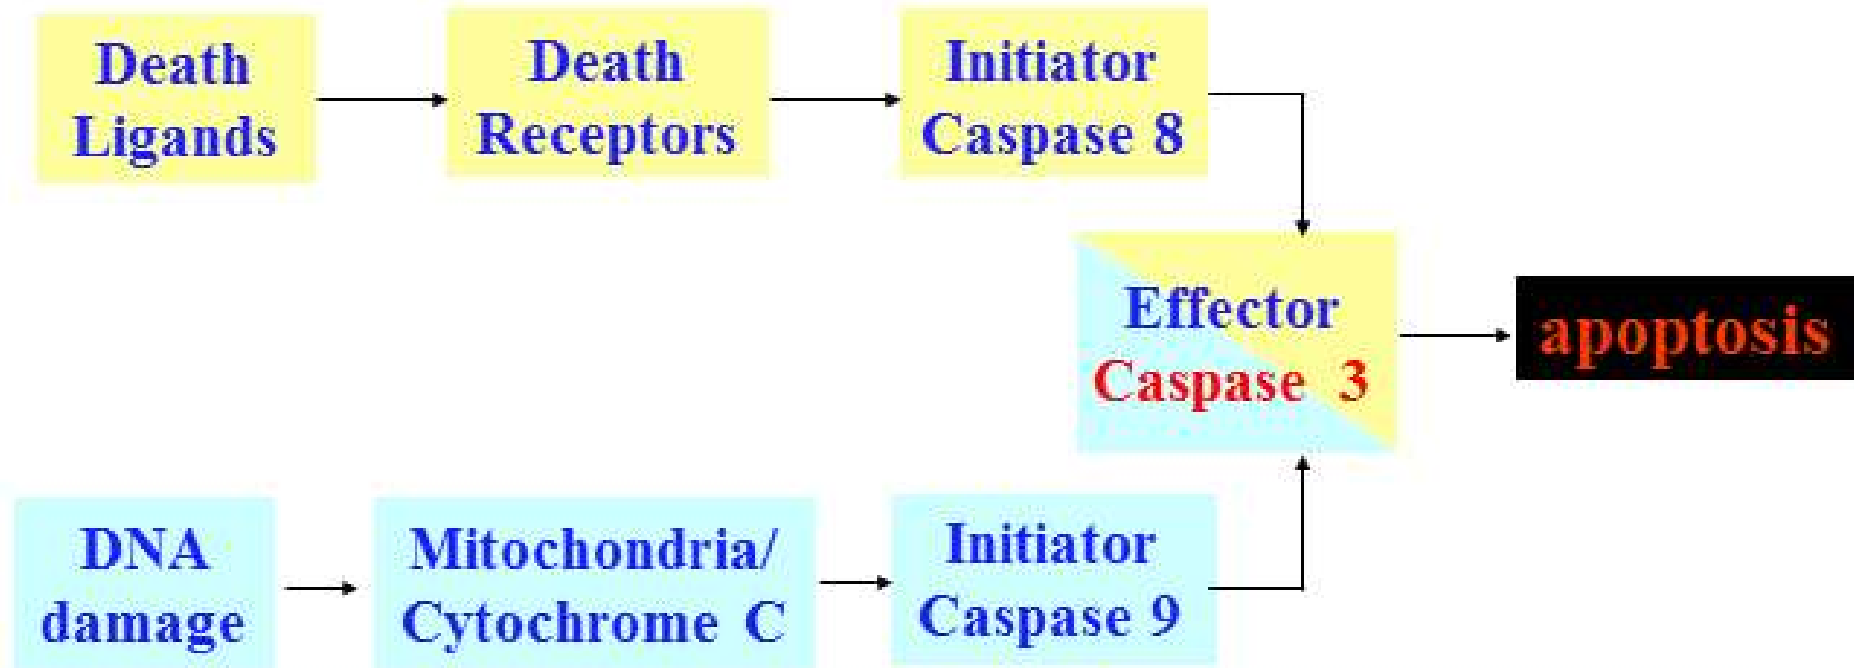 Death
Ligands
Death
Receptors
Initiator
Caspase 8
Effector
Caspase 3
apoptosis
DNA
damage
Mitochondria/
Cytochrome C
Initiator
Caspase 9